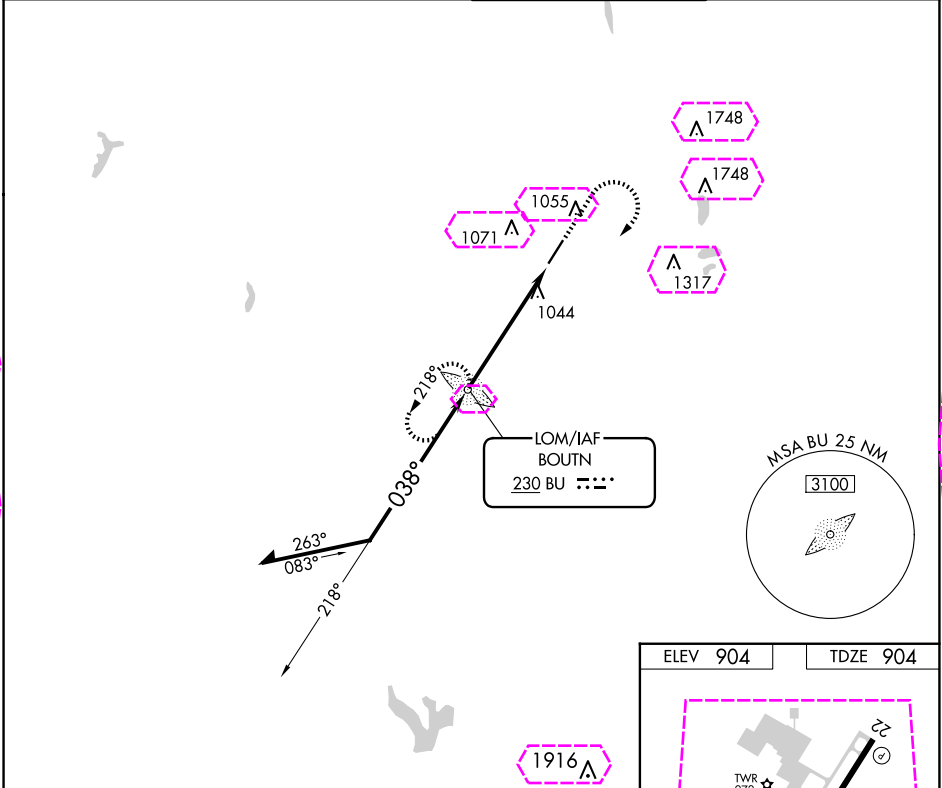 1748
1748
1055
1071
1317
1044
218°
LOM/IAF
BOUTN
230 BU
038°
MSA BU 25 NM
3100
263°
083°
218°
ELEV 904
TDZE 904
22
1916
TWR